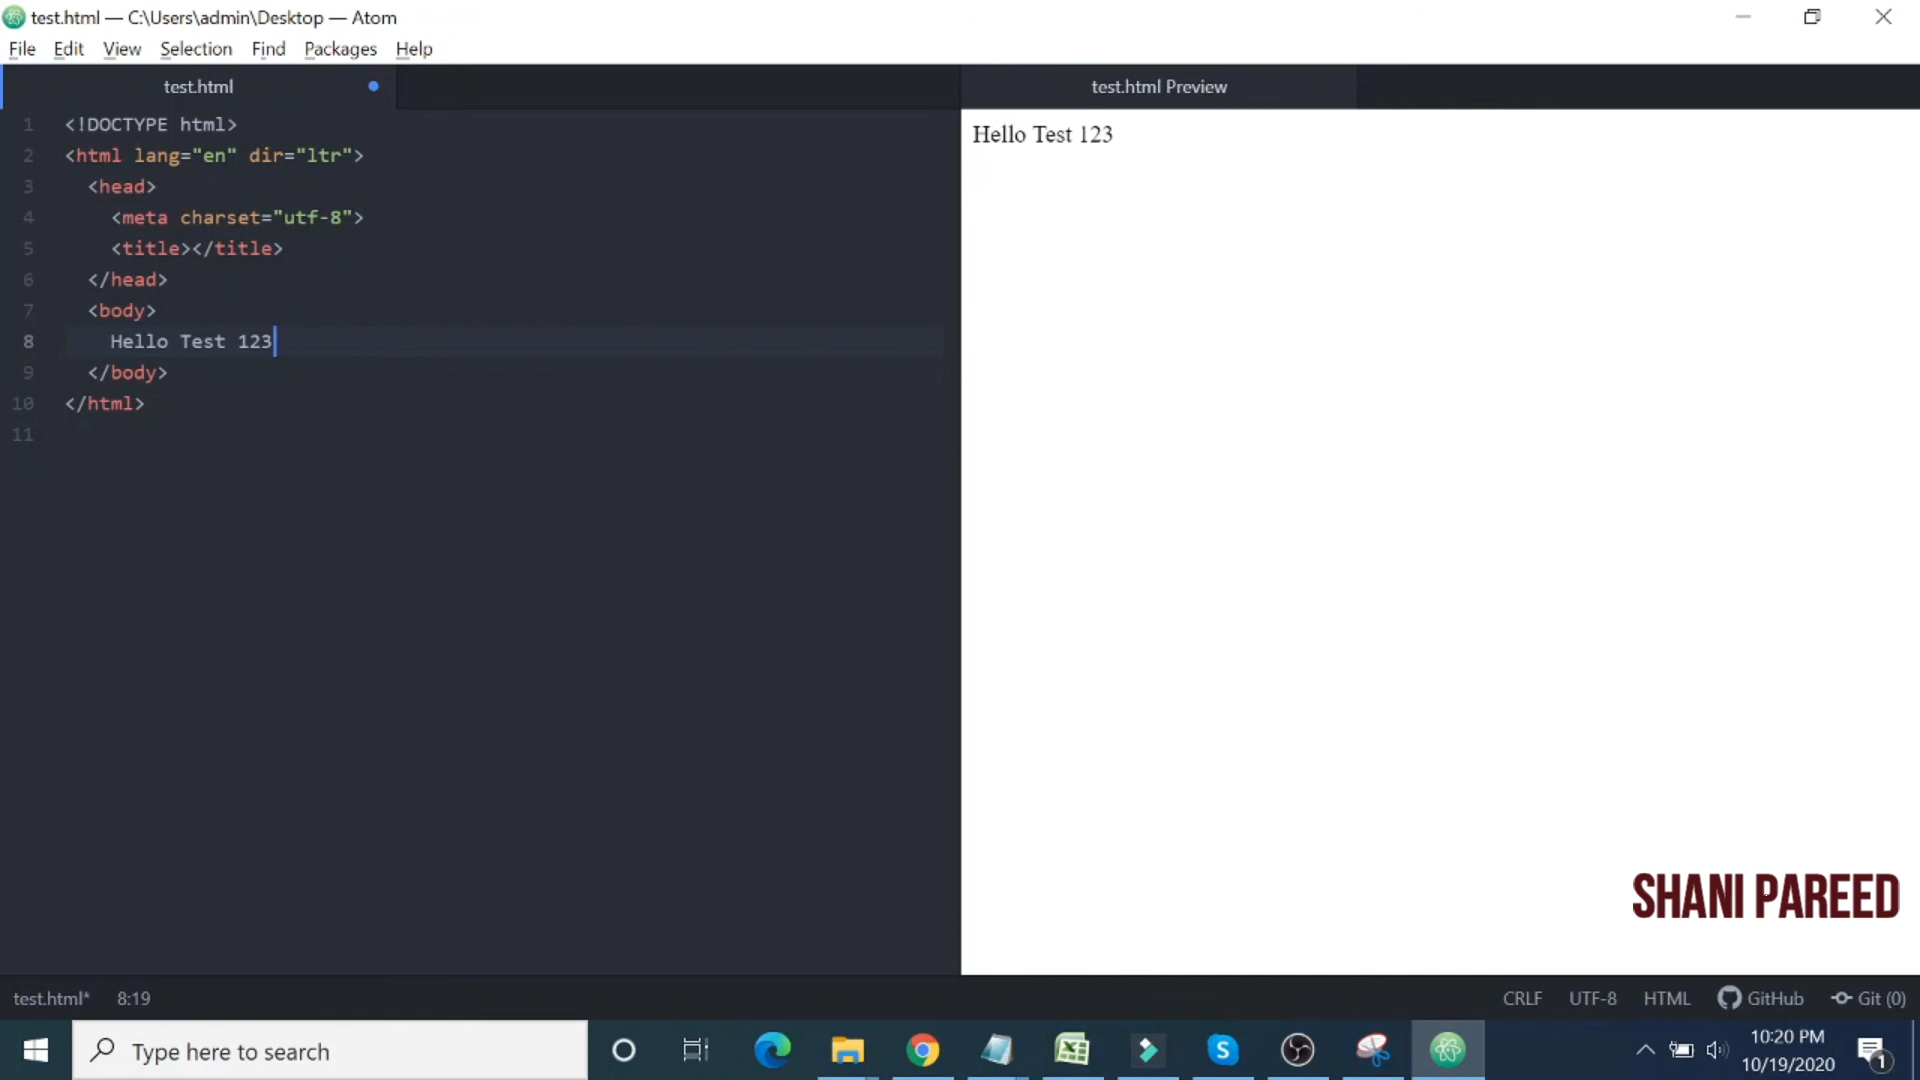 test.html — C:\Users\admin\Desktop — Atom
File Edit View Selection Find Packages Help
test.html
test.html Preview
1 <!DOCTYPE html>
2 <html lang="en" dir="ltr">
3 <head>
4 <meta charset="utf-8">
5 <title></title>
6 </head>
7 <body>
8 Hello Test 123
9 </body>
10 </html>
11
Hello Test 123
SHANI PAREED
test.html* 8:19 CRLF UTF-8 HTML GitHub Git (0)
Type here to search
S
10:20 PM
10/19/2020
1